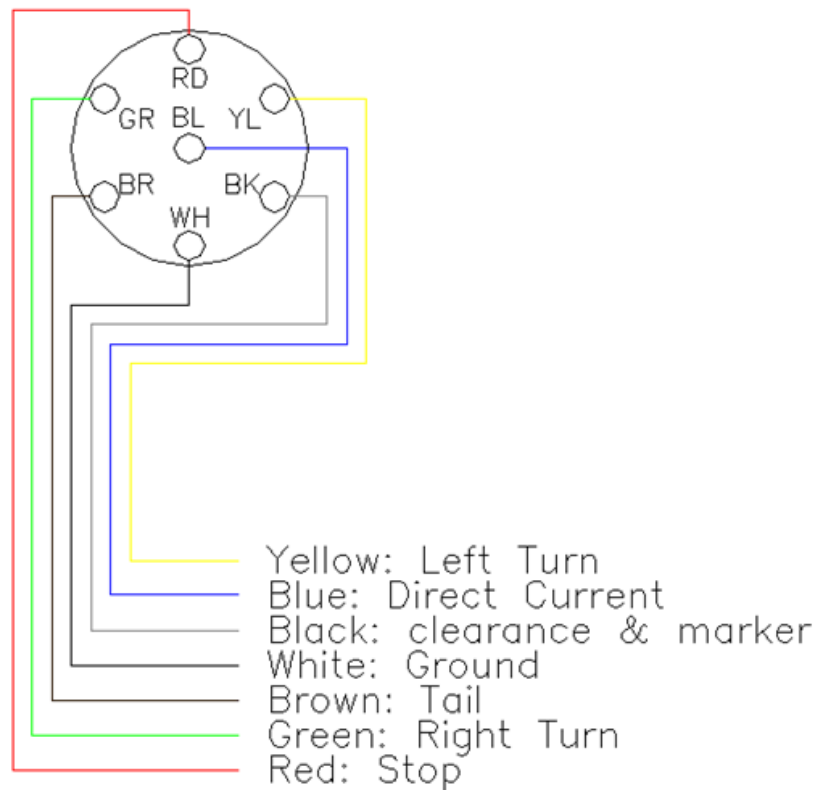 RD
GR BL YL
BR BK
WH
Yellow: Left Turn
Blue: Direct Current
Black: clearance & marker
White: Ground
Brown: Tail
Green: Right Turn
Red: Stop